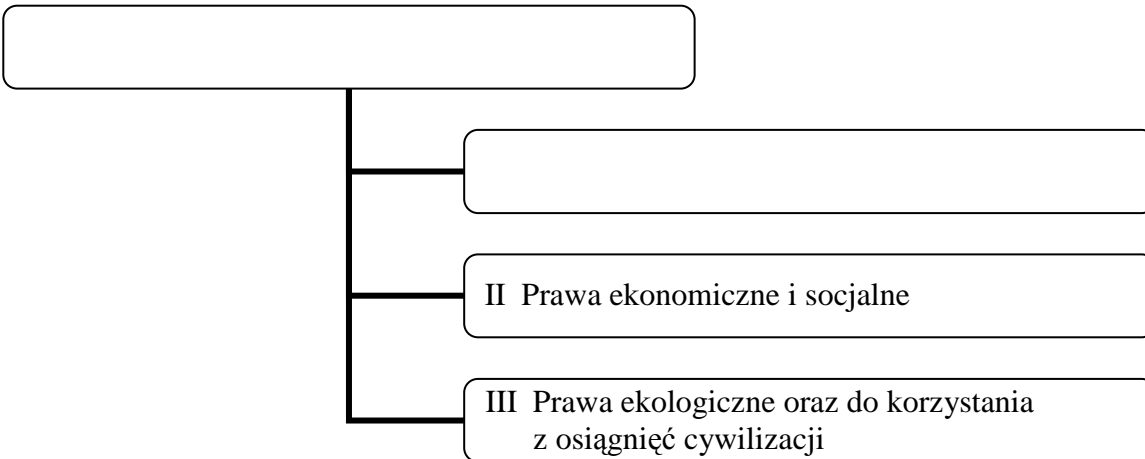 II Prawa ekonomiczne i socjalne
III Prawa ekologiczne oraz do korzystania
z osiągnięć cywilizacji